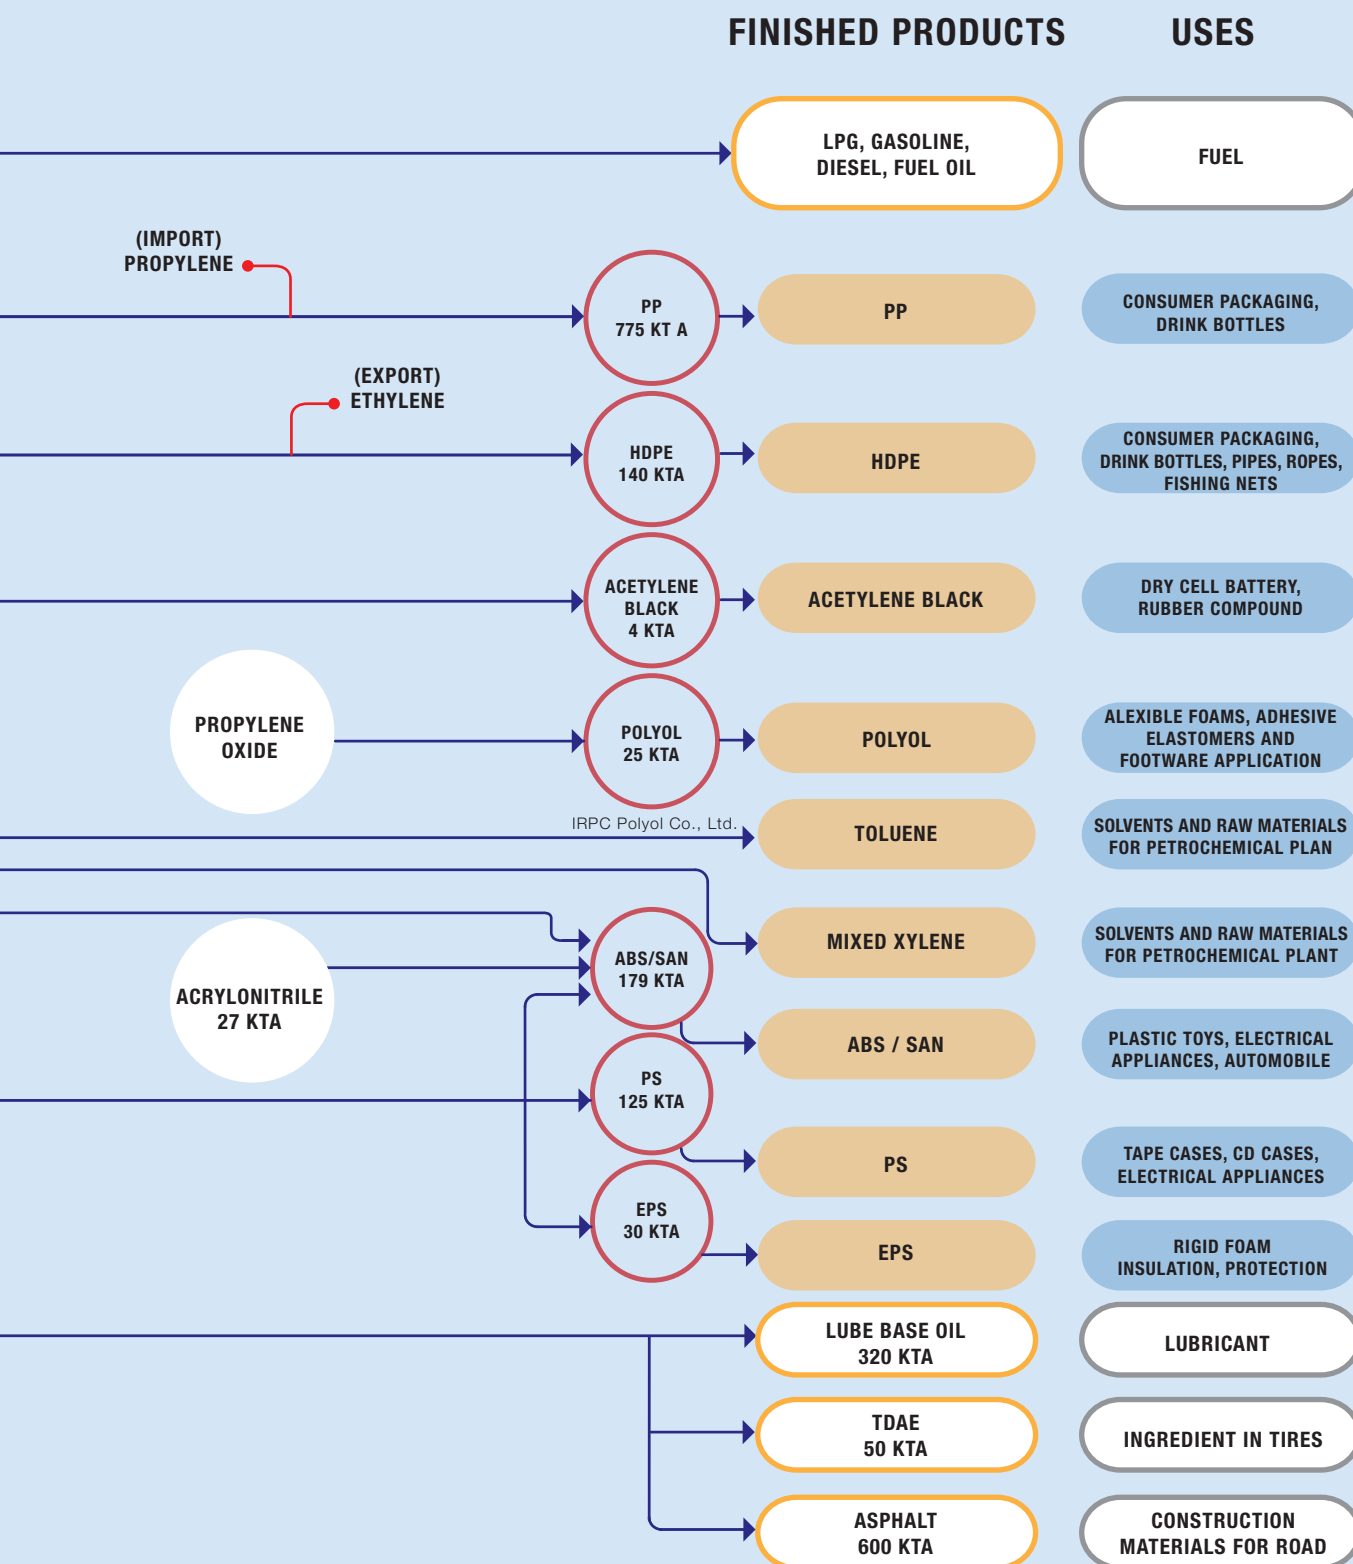 FINISHED PRODUCTS
USES
LPG, GASOLINE,
DIESEL, FUEL OIL
FUEL
(IMPORT)
PROPYLENE
PP
775 KT A
PP
CONSUMER PACKAGING,
DRINK BOTTLES
(EXPORT)
ETHYLENE
HDPE
140 KTA
HDPE
CONSUMER PACKAGING,
DRINK BOTTLES, PIPES, ROPES,
FISHING NETS
ACETYLENE
BLACK
4 KTA
ACETYLENE BLACK
DRY CELL BATTERY,
RUBBER COMPOUND
PROPYLENE
OXIDE
POLYOL
25 KTA
IRPC Polyol Co., Ltd.
POLYOL
ALEXIBLE FOAMS, ADHESIVE
ELASTOMERS AND
FOOTWARE APPLICATION
TOLUENE
SOLVENTS AND RAW MATERIALS
FOR PETROCHEMICAL PLAN
MIXED XYLENE
SOLVENTS AND RAW MATERIALS
FOR PETROCHEMICAL PLANT
ACRYLONITRILE
27 KTA
ABS/SAN
179 KTA
ABS / SAN
PLASTIC TOYS, ELECTRICAL
APPLIANCES, AUTOMOBILE
PS
125 KTA
PS
TAPE CASES, CD CASES,
ELECTRICAL APPLIANCES
EPS
30 KTA
EPS
RIGID FOAM
INSULATION, PROTECTION
LUBE BASE OIL
320 KTA
LUBRICANT
TDAE
50 KTA
INGREDIENT IN TIRES
ASPHALT
600 KTA
CONSTRUCTION
MATERIALS FOR ROAD